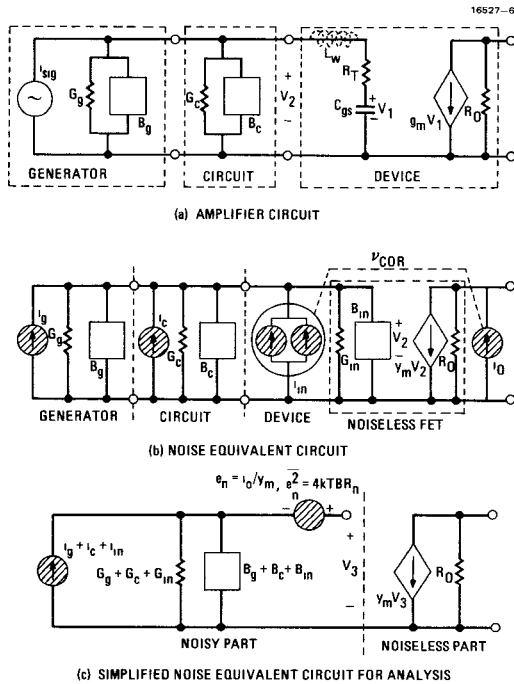 16527-6
i_sig
G_g
B_g
G_c
B_c
+
V_2
-
L_W
R_T
C_gs
+
V_1
-
g_m V_1
R_O
GENERATOR
CIRCUIT
DEVICE
(a) AMPLIFIER CIRCUIT
ν_COR
i_g
G_g
B_g
i_c
G_c
B_c
i_in
G_in
B_in
+
V_2
-
y_m V_2
R_O
i_O
GENERATOR
CIRCUIT
DEVICE
NOISELESS FET
(b) NOISE EQUIVALENT CIRCUIT
e_n = i_o/y_m, e_n^2 = 4kTBR_n
- +
i_g + i_c + i_in
G_g + G_c + G_in
B_g + B_c + B_in
+
V_3
-
y_m V_3
R_O
NOISY PART
NOISELESS PART
(c) SIMPLIFIED NOISE EQUIVALENT CIRCUIT FOR ANALYSIS